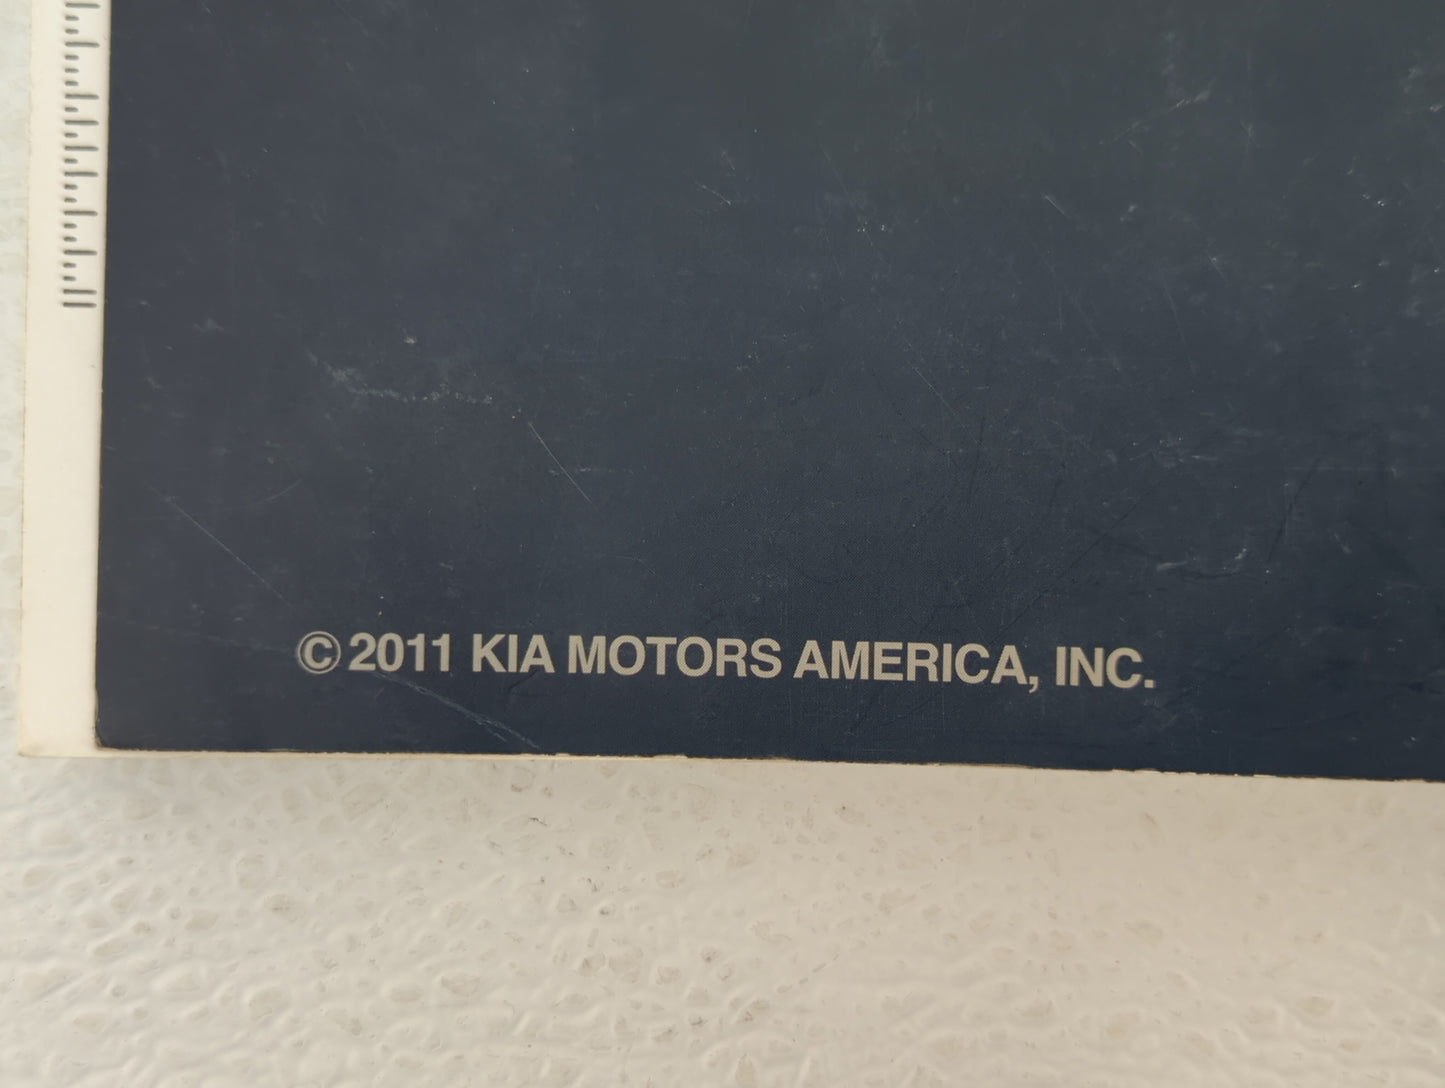 © 2011 KIA MOTORS AMERICA, INC.